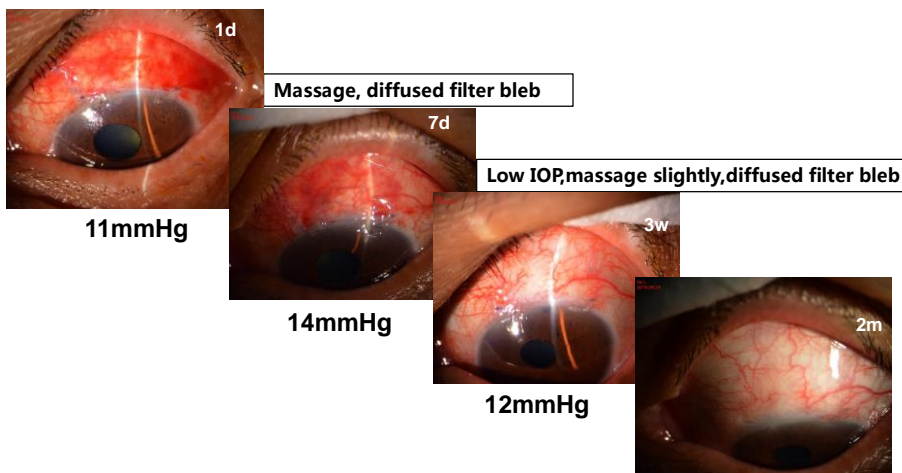 1d
Massage, diffused filter bleb
7d
Low IOP,massage slightly,diffused filter bleb
11mmHg
3w
14mmHg
2m
12mmHg